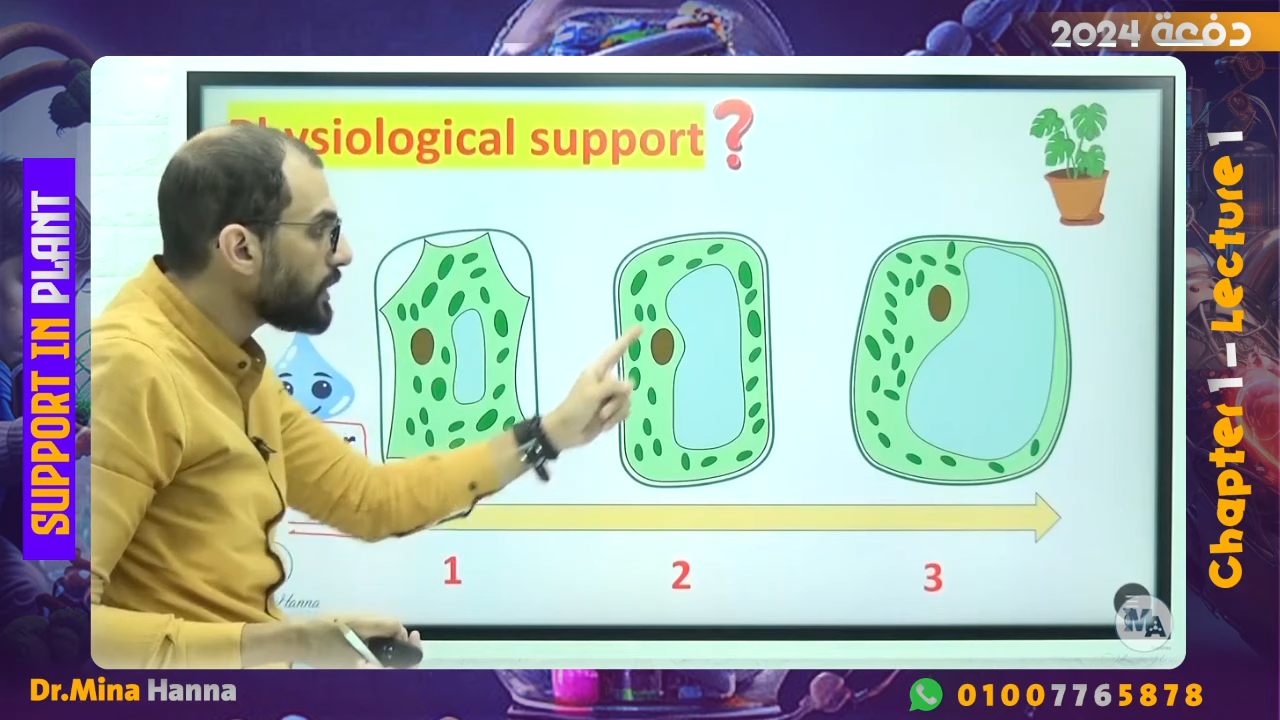 دفعة 2024
Physiological support?
SUPPORT IN PLANT
Chapter 1 - Lecture 1
1
2
3
Hanna
MA
Dr.Mina Hanna
01007765878